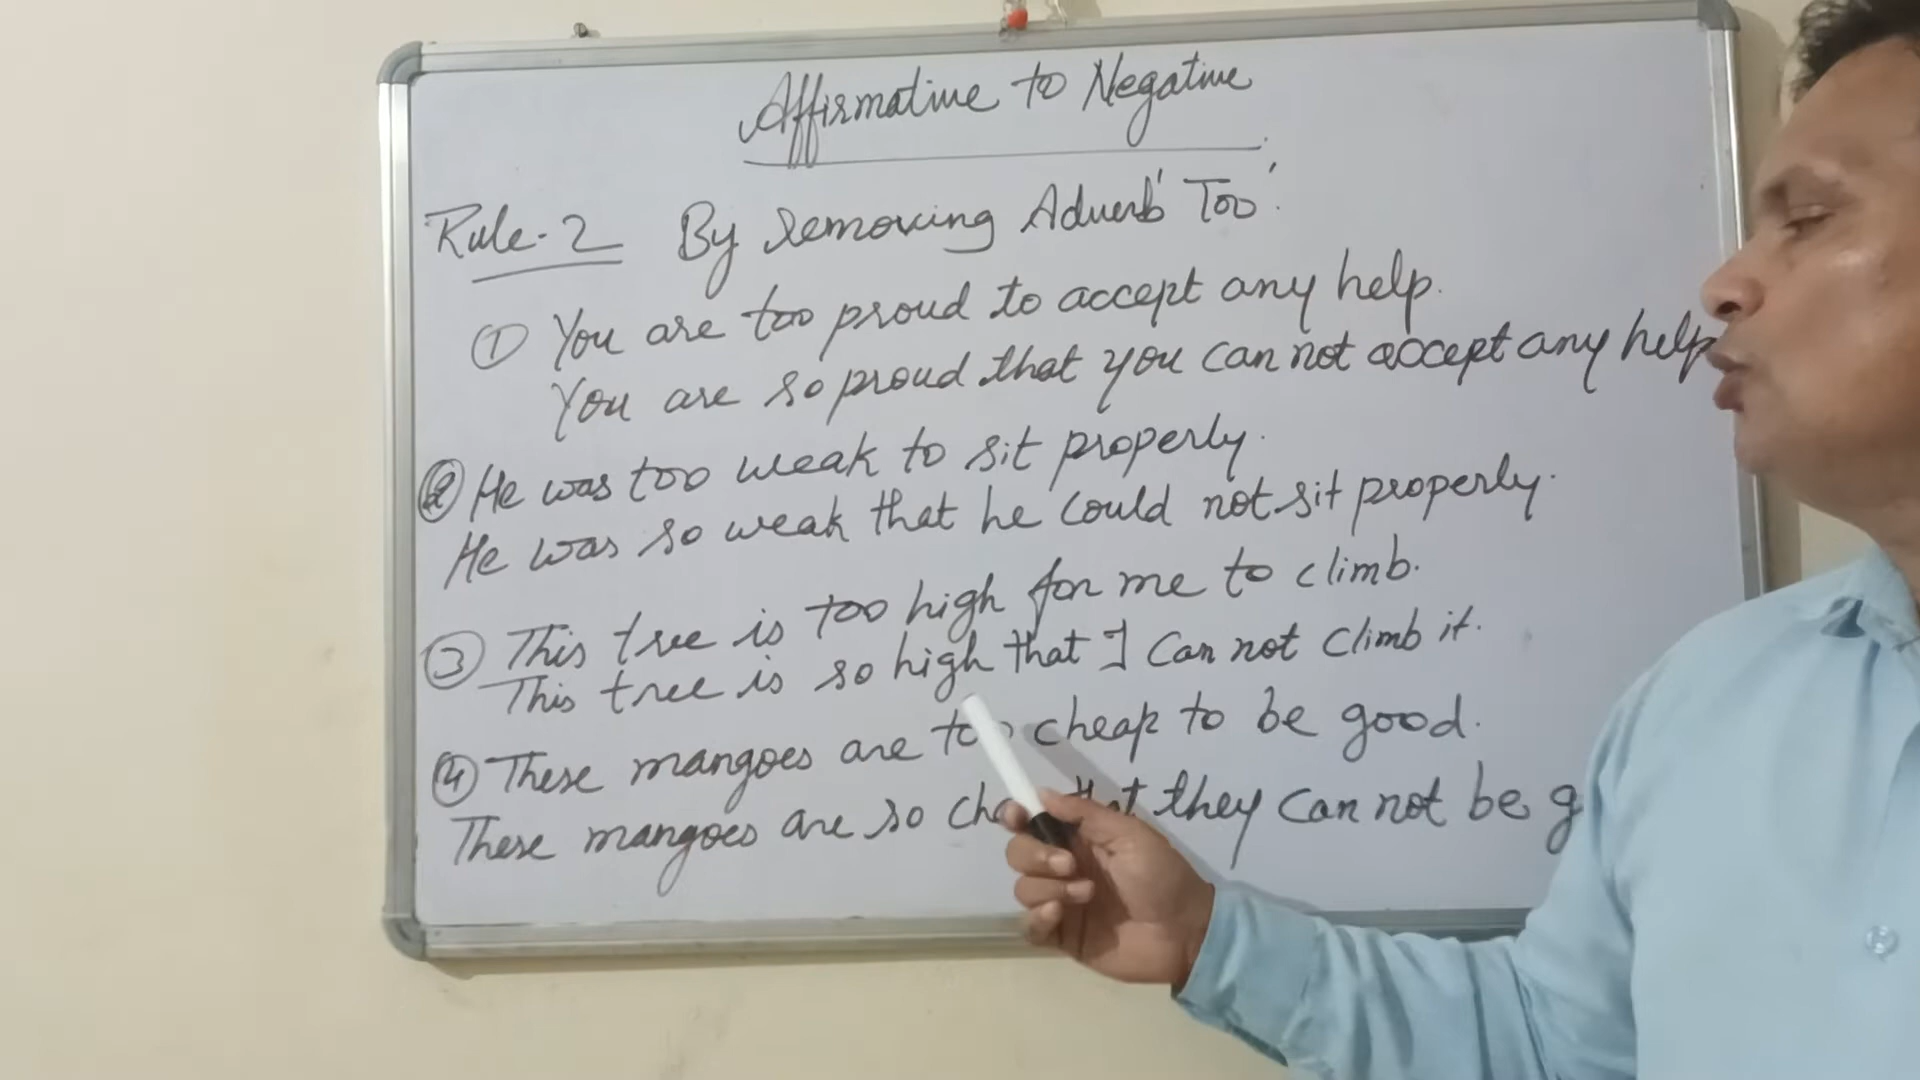 Affirmative to Negative
Rule-2 By removing Adverb 'Too'.
① You are too proud to accept any help.
You are so proud that you can not accept any help
② He was too weak to sit properly.
He was so weak that he could not sit properly.
③ This tree is too high for me to climb.
This tree is so high that I can not climb it.
④ These mangoes are too cheap to be good.
These mangoes are so that they can not be